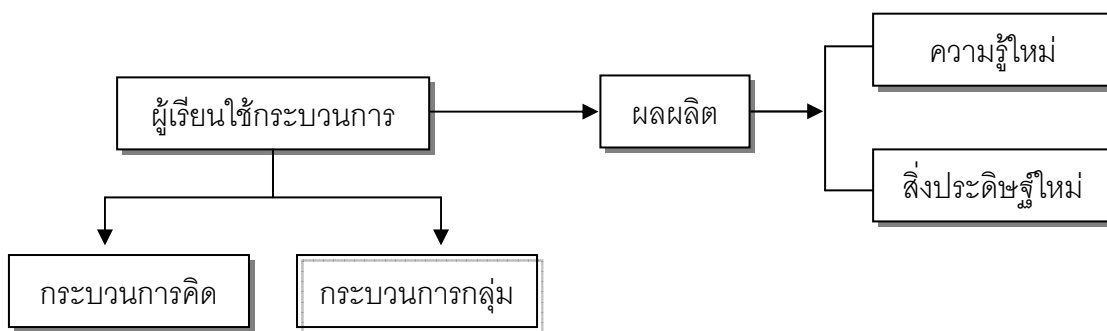 ความรู้ใหม่
ผู้เรียนใช้กระบวนการ
ผลผลิต
สิ่งประดิษฐ์ใหม่
กระบวนการคิด
กระบวนการกลุ่ม